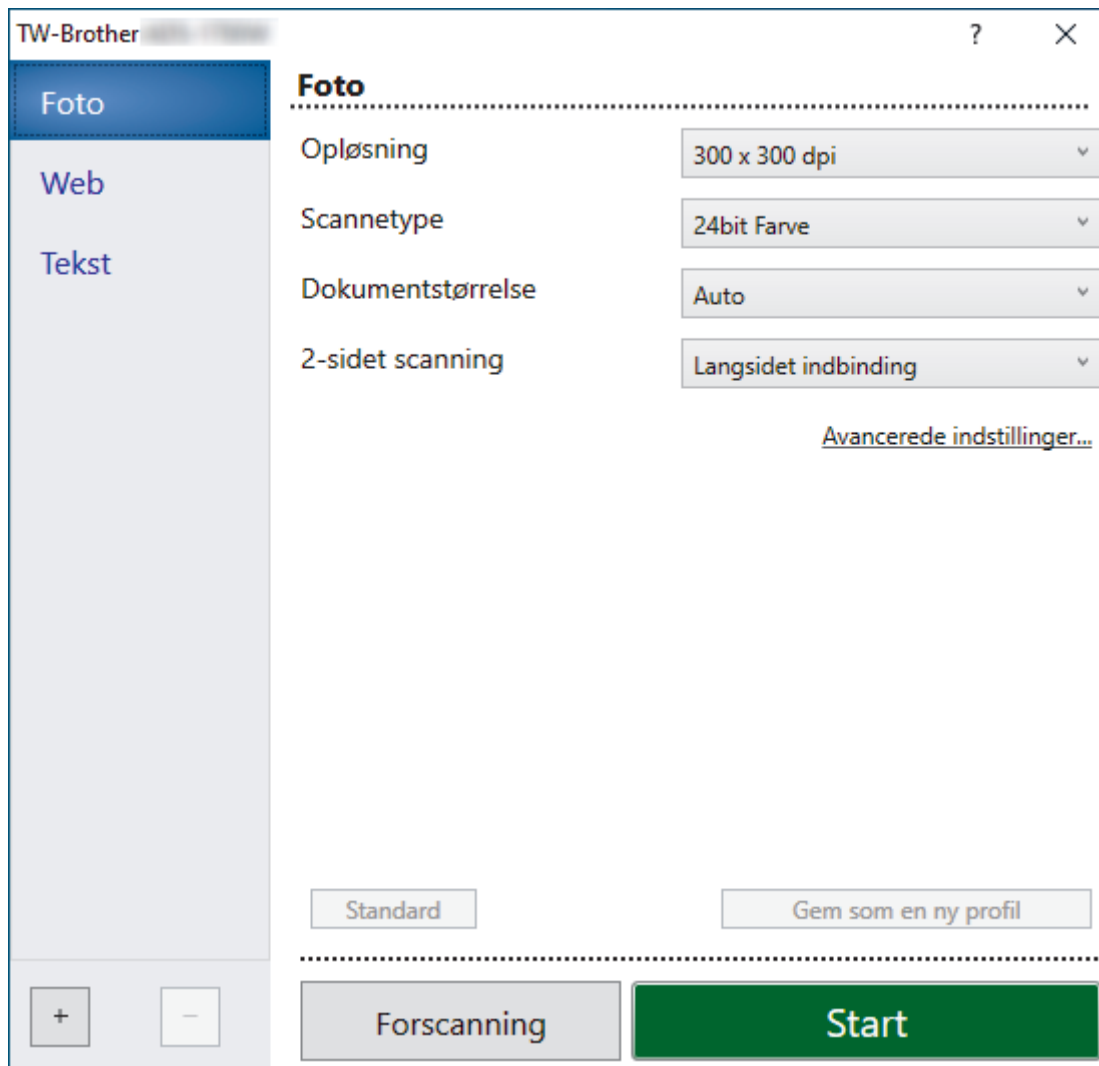 TW-Brother
?
Foto
Web
Tekst
Foto
Opløsning
300 x 300 dpi
Scannetype
24bit Farve
Dokumentstørrelse
Auto
2-sidet scanning
Langsidet indbinding
Avancerede indstillinger...
Standard
Gem som en ny profil
+
−
Forscanning
Start